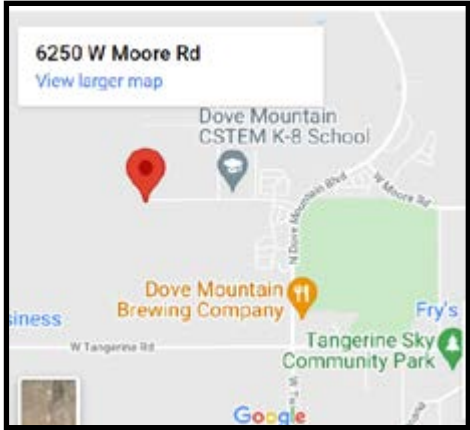 6250 W Moore Rd
View larger map
Dove Mountain
CSTEM K-8 School
N Dove Mountain Blvd
W Moore Rd
Dove Mountain
Brewing Company
Fry's
siness
W Tangerine Rd
Tangerine Sky
Community Park
Google